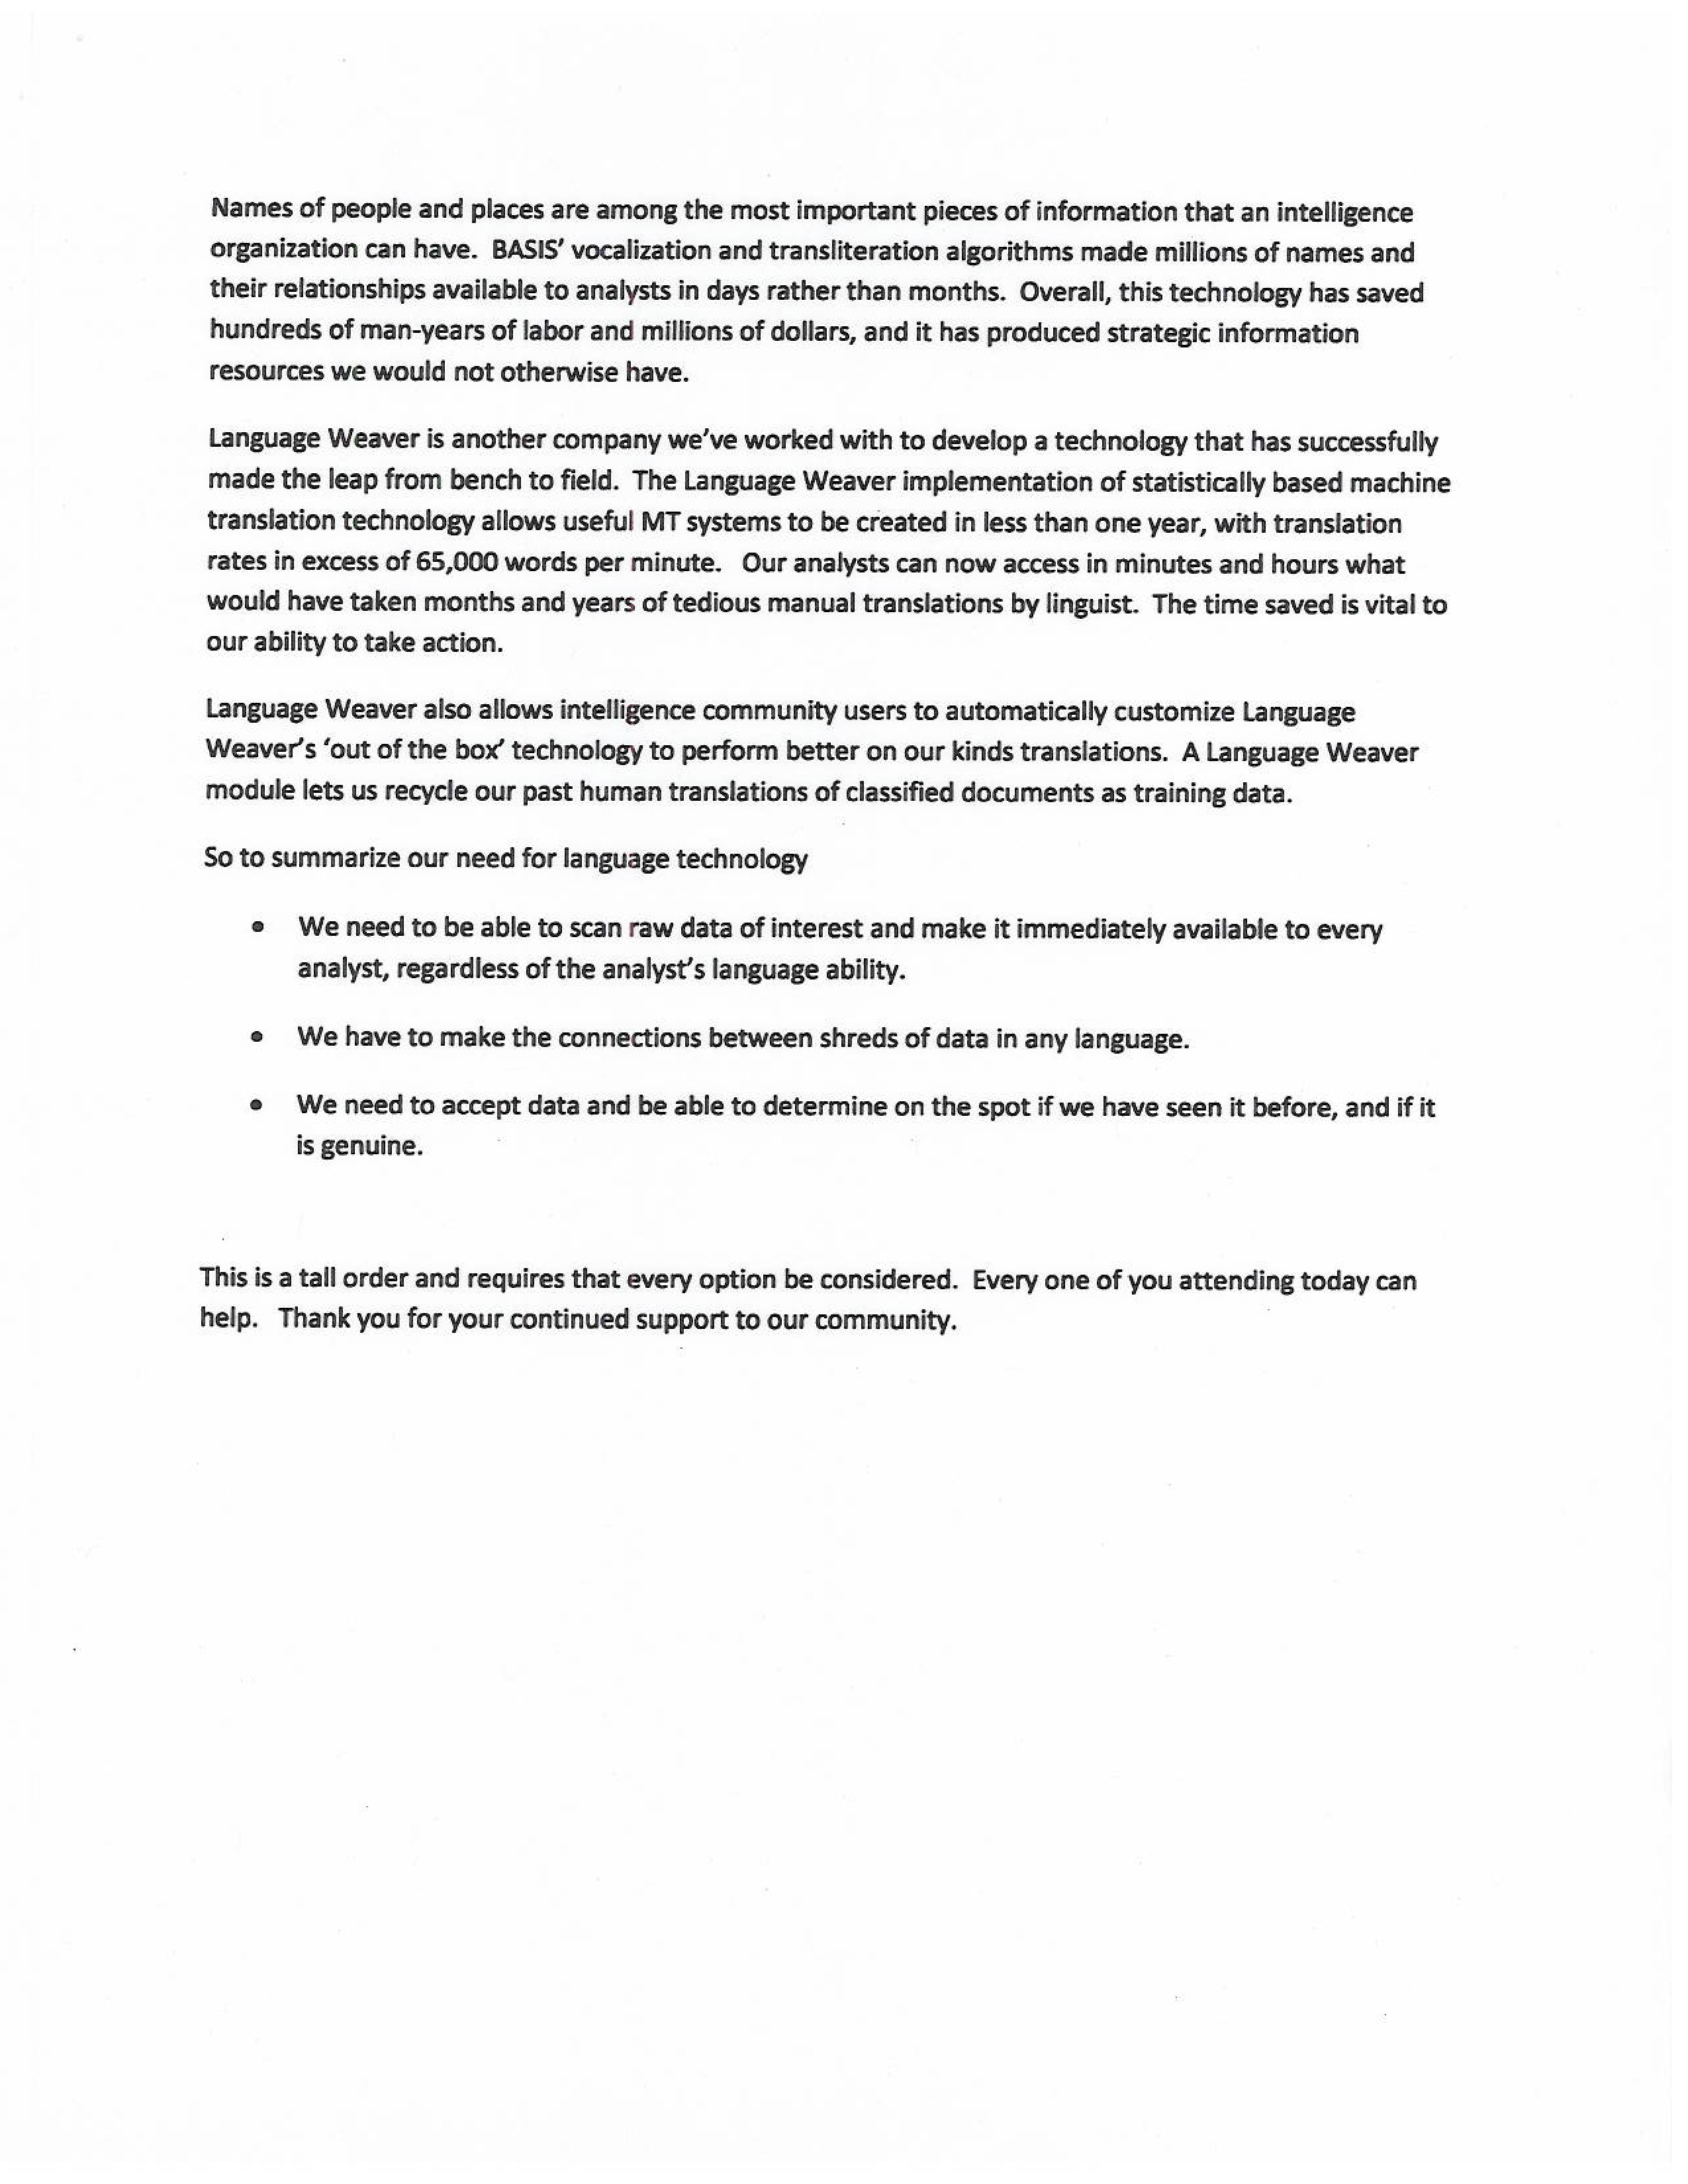 Names of people and places are among the most important pieces of information that an intelligence
organization can have.  BASIS' vocalization and transliteration algorithms made millions of names and
their relationships available to analysts in days rather than months.  Overall, this technology has saved
hundreds of man-years of labor and millions of dollars, and it has produced strategic information
resources we would not otherwise have.
Language Weaver is another company we've worked with to develop a technology that has successfully
made the leap from bench to field.  The Language Weaver implementation of statistically based machine
translation technology allows useful MT systems to be created in less than one year, with translation
rates in excess of 65,000 words per minute.   Our analysts can now access in minutes and hours what
would have taken months and years of tedious manual translations by linguist.  The time saved is vital to
our ability to take action.
Language Weaver also allows intelligence community users to automatically customize Language
Weaver's 'out of the box' technology to perform better on our kinds translations.  A Language Weaver
module lets us recycle our past human translations of classified documents as training data.
So to summarize our need for language technology
• We need to be able to scan raw data of interest and make it immediately available to every
analyst, regardless of the analyst's language ability.
• We have to make the connections between shreds of data in any language.
• We need to accept data and be able to determine on the spot if we have seen it before, and if it
is genuine.
This is a tall order and requires that every option be considered.  Every one of you attending today can
help.   Thank you for your continued support to our community.